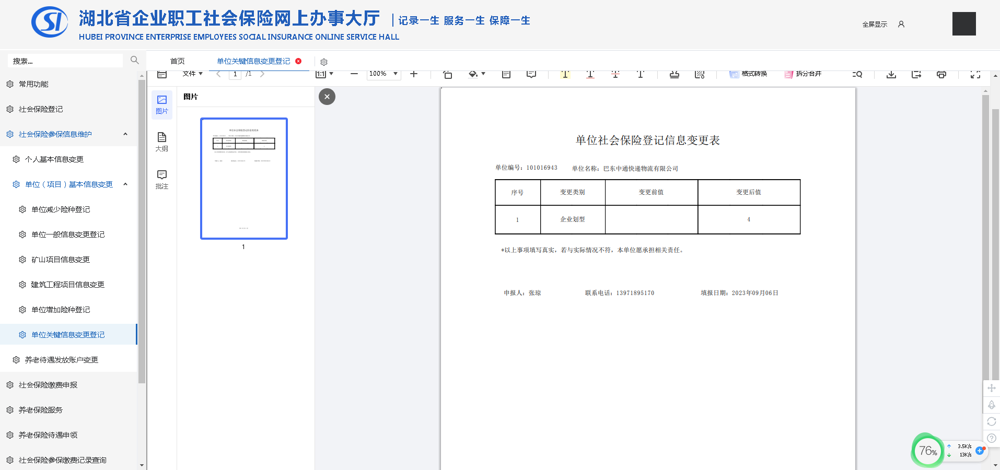 湖北省企业职工社会保险网上办事大厅 | 记录一生 服务一生 保障一生
HUBEI PROVINCE ENTERPRISE EMPLOYEES SOCIAL INSURANCE ONLINE SERVICE HALL
全屏显示
搜索...
首页
单位关键信息变更登记
文件
1 /1
1:1
100%
格式转换
拆分合并
常用功能
社会保险登记
社会保险参保信息维护
个人基本信息变更
单位（项目）基本信息变更
单位减少险种登记
单位一般信息变更登记
矿山项目信息变更
建筑工程项目信息变更
单位增加险种登记
单位关键信息变更登记
养老待遇发放账户变更
社会保险缴费申报
养老保险服务
养老保险待遇申领
社会保险参保缴费记录查询
图片
大纲
批注
图片
1
单位社会保险登记信息变更表
单位编号：101016943 单位名称：巴东中通快递物流有限公司
序号 变更类别 变更前值 变更后值
1 企业划型 4
*以上事项填写真实，若与实际情况不符，本单位愿承担相关责任。
申报人：张琼 联系电话：13971895170 填报日期：2023年09月06日
76%
3.5K/s
13K/s